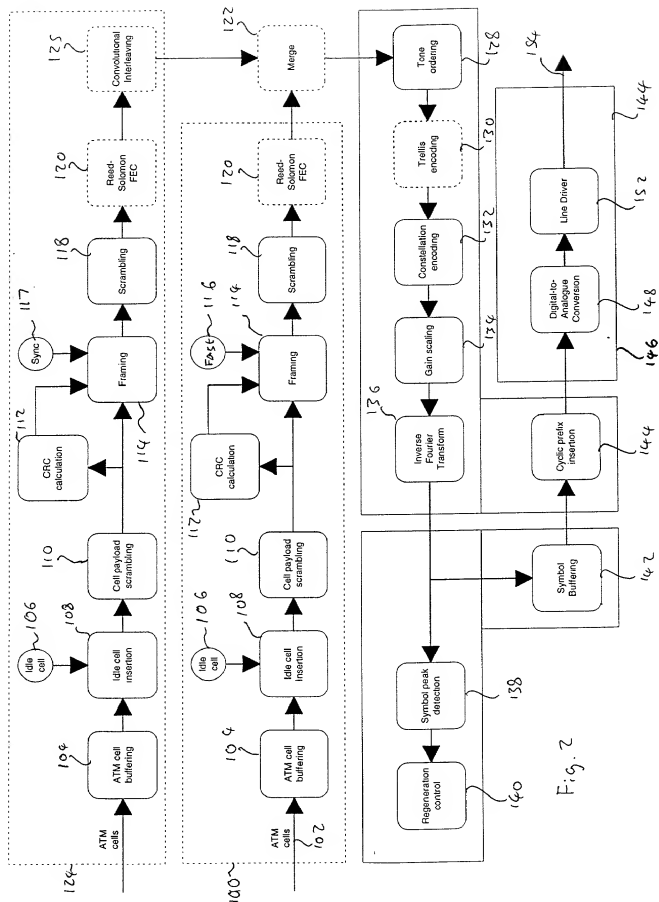 124
ATM
cells
104
ATM cell
buffering
Idle
cell
106
108
Idle cell
insertion
110
Cell payload
scrambling
112
CRC
calculation
Sync
117
Framing
114
118
Scrambling
120
Reed-
Solomon
FEC
125
Convolutional
Interleaving
100
ATM
cells
102
104
ATM cell
buffering
Idle
cell
106
108
Idle cell
Insertion
110
Cell payload
scrambling
1122
CRC
calculation
Fast
116
114
Framing
118
Scrambling
120
Reed-
Solomon
FEC
122
Merge
Tone
ordering
128
Trellis
encoding
130
Constellation
encoding
132
Gain scaling
134
136
Inverse
Fourier
Transform
Symbol peak
detection
138
Regeneration
control
140
Symbol
Buffering
142
Cyclic prefix
insertion
144
Digital-to-
Analogue
Conversion
148
146
Line Driver
152
144
154
Fig. 2